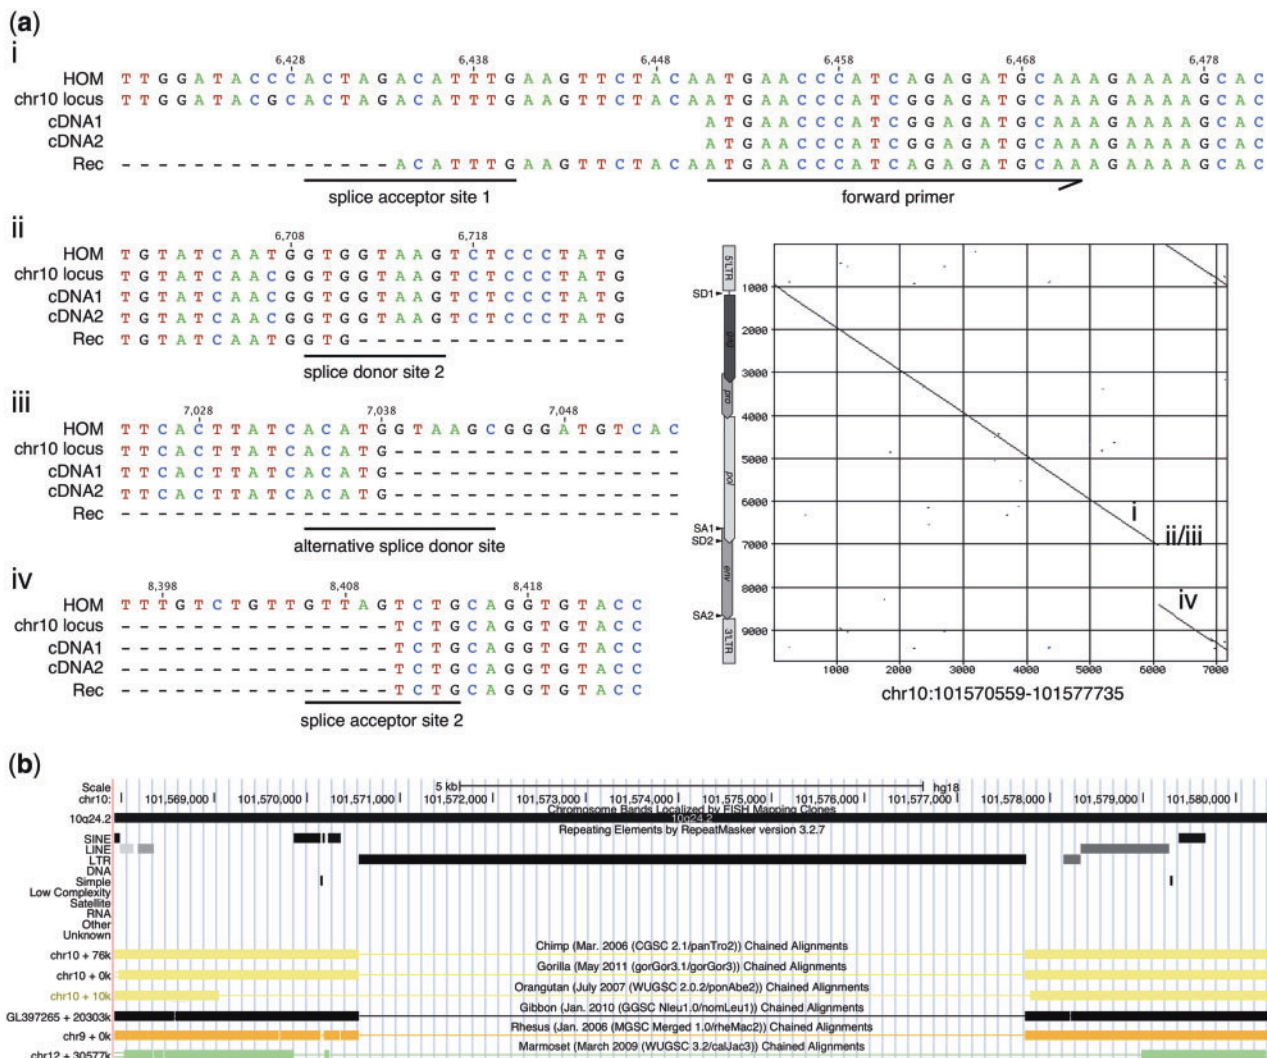 (a)
i
6,428 6,438 6,448 6,458 6,468 6,478
HOM T T G G A T A C C C A C T A G A C A T T T G A A G T T C T A C A A T G A A C C C A T C A G A G A T G C A A A G A A A A G C A C
chr10 locus T T G G A T A C G C A C T A G A C A T T T G A A G T T C T A C A A T G A A C C C A T C G G A G A T G C A A A G A A A A G C A C
cDNA1 A T G A A C C C A T C G G A G A T G C A A A G A A A A G C A C
cDNA2 A T G A A C C C A T C G G A G A T G C A A A G A A A A G C A C
Rec - - - - - - - - - - - - - - - A C A T T T G A A G T T C T A C A A T G A A C C C A T C A G A G A T G C A A A G A A A A G C A C
splice acceptor site 1 forward primer
ii
6,708 6,718
HOM T G T A T C A A T G G T G G T A A G T C T C C C T A T G
chr10 locus T G T A T C A A C G G T G G T A A G T C T C C C T A T G
cDNA1 T G T A T C A A C G G T G G T A A G T C T C C C T A T G
cDNA2 T G T A T C A A C G G T G G T A A G T C T C C C T A T G
Rec T G T A T C A A T G G T G - - - - - - - - - - - - - - -
splice donor site 2
iii
7,028 7,038 7,048
HOM T T C A C T T A T C A C A T G G T A A G C G G G A T G T C A C
chr10 locus T T C A C T T A T C A C A T G - - - - - - - - - - - - - - - -
cDNA1 T T C A C T T A T C A C A T G - - - - - - - - - - - - - - - -
cDNA2 T T C A C T T A T C A C A T G - - - - - - - - - - - - - - - -
Rec - - - - - - - - - - - - - - - - - - - - - - - - - - - - - - -
alternative splice donor site
iv
8,398 8,408 8,418
HOM T T T G T C T G T T G T T A G T C T G C A G G T G T A C C
chr10 locus - - - - - - - - - - - - - - - T C T G C A G G T G T A C C
cDNA1 - - - - - - - - - - - - - - - T C T G C A G G T G T A C C
cDNA2 - - - - - - - - - - - - - - - T C T G C A G G T G T A C C
Rec - - - - - - - - - - - - - - - T C T G C A G G T G T A C C
splice acceptor site 2
5'LTR
SD1
gag
pro
pol
SA1
SD2
env
SA2
3'LTR
1000
2000
3000
4000
5000
6000
7000
8000
9000
i
ii/iii
iv
1000 2000 3000 4000 5000 6000 7000
chr10:101570559-101577735
(b)
Scale 5 kb hg18
chr10: 101,569,000 101,570,000 101,571,000 101,572,000 101,573,000 101,574,000 101,575,000 101,576,000 101,577,000 101,578,000 101,579,000 101,580,000
Chromosome Bands Localized by FISH Mapping Clones
10q24.2 10q24.2
Repeating Elements by RepeatMasker version 3.2.7
SINE
LINE
LTR
DNA
Simple
Low Complexity
Satellite
RNA
Other
Unknown
Chimp (Mar. 2006 (CGSC 2.1/panTro2)) Chained Alignments
chr10 + 76k
Gorilla (May 2011 (gorGor3.1/gorGor3)) Chained Alignments
chr10 + 0k
Orangutan (July 2007 (WUGSC 2.0.2/ponAbe2)) Chained Alignments
chr10 + 10k
Gibbon (Jan. 2010 (GGSC Nleu1.0/nomLeu1)) Chained Alignments
GL397265 + 20303k
Rhesus (Jan. 2006 (MGSC Merged 1.0/rheMac2)) Chained Alignments
chr9 + 0k
Marmoset (March 2009 (WUGSC 3.2/calJac3)) Chained Alignments
chr12 + 30577k